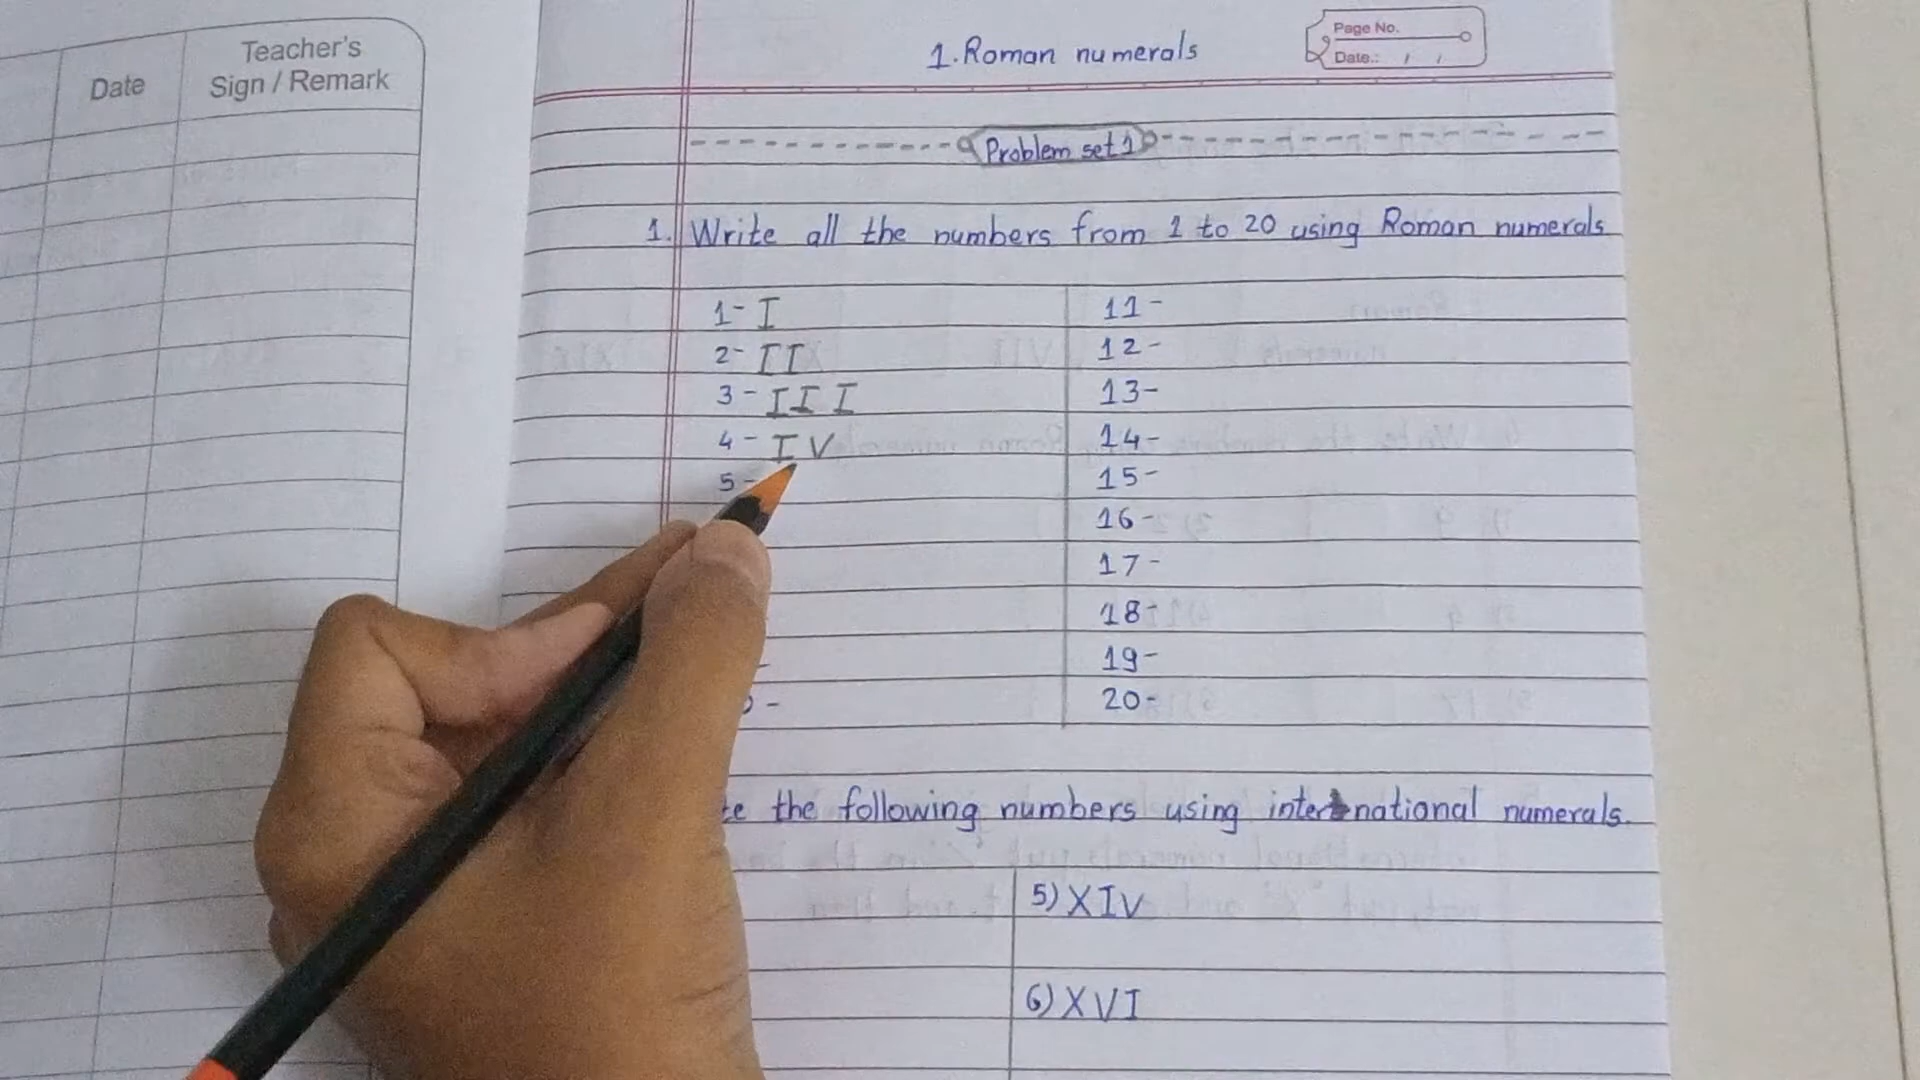 Date
Teacher's
Sign / Remark
1. Roman numerals
Page No.
Date.: / /
Problem set 1
1. Write all the numbers from 1 to 20 using Roman numerals
1- I
2- II
3- III
4- IV
5-
11-
12-
13-
14-
15-
16-
17-
18-
19-
20-
the following numbers using international numerals.
5) XIV
6) XVI